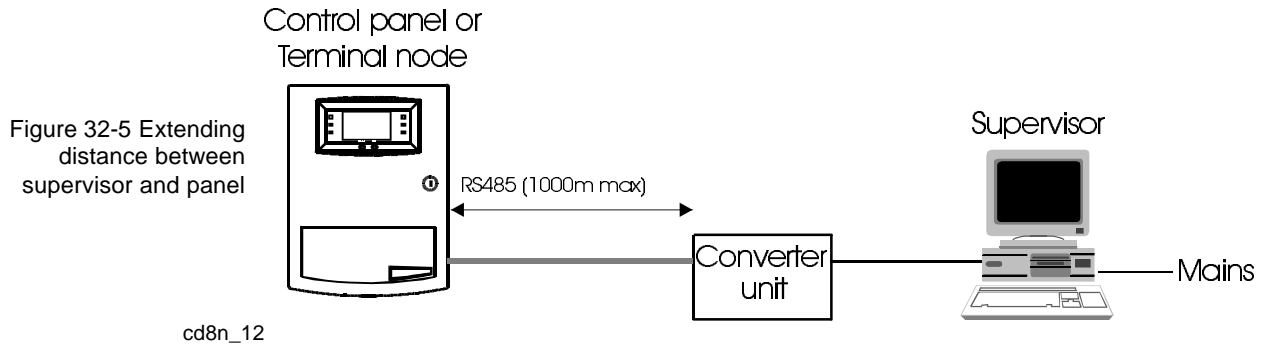 Control panel or
Terminal node
Figure 32-5 Extending
distance between
supervisor and panel
Supervisor
RS485 (1000m max)
Converter
unit
Mains
cd8n_12